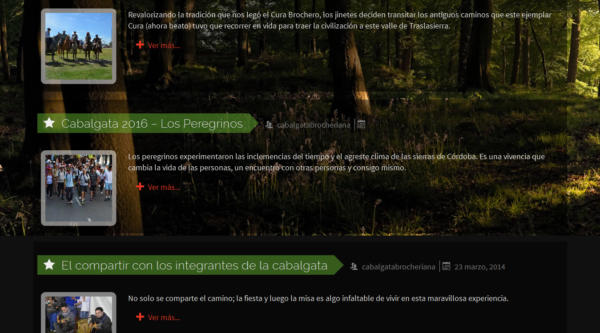 Revalorizando la tradición que nos legó el Cura Brochero, los jinetes deciden transitar los antiguos caminos que este ejemplar
Cura (ahora beato) tuvo que recorrer en vida para traer la civilización a este valle de Traslasierra.
Ver más...
Cabalgata 2016 – Los Peregrinos
cabalgatabrocheriana
Los peregrinos experimentaron las inclemencias del tiempo y el agreste clima de las sierras de Córdoba. Es una vivencia que
cambia la vida de las personas, un encuentro con otras personas y consigo mismo.
Ver más...
El compartir con los integrantes de la cabalgata
cabalgatabrocheriana
23 marzo, 2014
No solo se comparte el camino; la fiesta y luego la misa es algo infaltable de vivir en esta maravillosa experiencia.
Ver más...